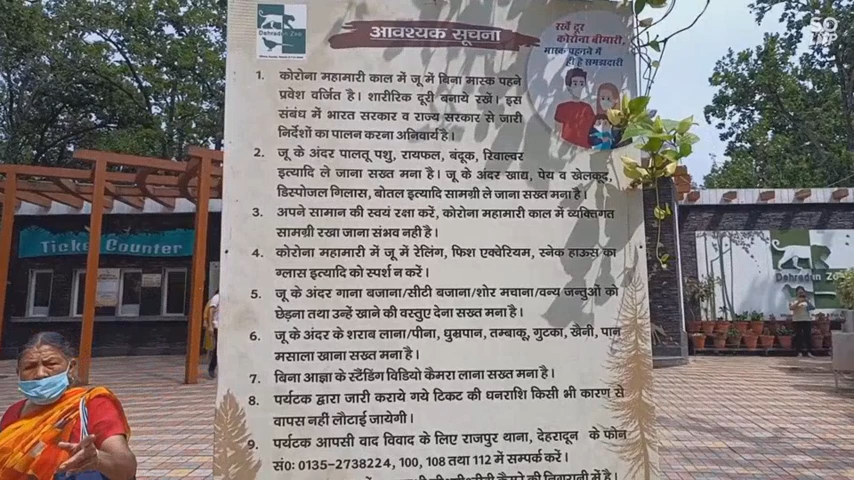 SO
TYP
Dehradun Zoo
आवश्यक सूचना
रखें दूर
कोरोना बीमारी,
मास्क पहनने में
ही है समझदारी
1. कोरोना महामारी काल में जू में बिना मास्क पहने
प्रवेश वर्जित है। शारीरिक दूरी बनाये रखें। इस
संबंध में भारत सरकार व राज्य सरकार से जारी
निर्देशों का पालन करना अनिवार्य है।
2. जू के अंदर पालतू पशु, रायफल, बंदूक, रिवाल्वर
इत्यादि ले जाना सख्त मना है। जू के अंदर खाद्य, पेय व खेलकूद,
डिस्पोजल गिलास, बोतल इत्यादि सामग्री ले जाना सख्त मना है।
3. अपने सामान की स्वयं रक्षा करें, कोरोना महामारी काल में व्यक्तिगत
सामग्री रखा जाना संभव नही है।
4. कोरोना महामारी में जू में रेलिंग, फिश एक्वेरियम, स्नेक हाऊस का
ग्लास इत्यादि को स्पर्श न करें।
5. जू के अंदर गाना बजाना/सीटी बजाना/शोर मचाना/वन्य जन्तुओं को
छेड़ना तथा उन्हें खाने की वस्तुएं देना सख्त मना है।
6. जू के अंदर के शराब लाना/पीना, धुम्रपान, तम्बाकू, गुटका, खैनी, पान
मसाला खाना सख्त मना है।
7. बिना आज्ञा के स्टैंडिंग विडियो कैमरा लाना सख्त मना है।
8. पर्यटक द्वारा जारी कराये गये टिकट की धनराशि किसी भी कारण से
वापस नहीं लौटाई जायेगी।
9. पर्यटक आपसी वाद विवाद के लिए राजपुर थाना, देहरादून के फोन
सं0: 0135-2738224, 100, 108 तथा 112 में सम्पर्क करें।
कैमरे की निगरानी में है।
Ticket Counter
Dehradun Zoo